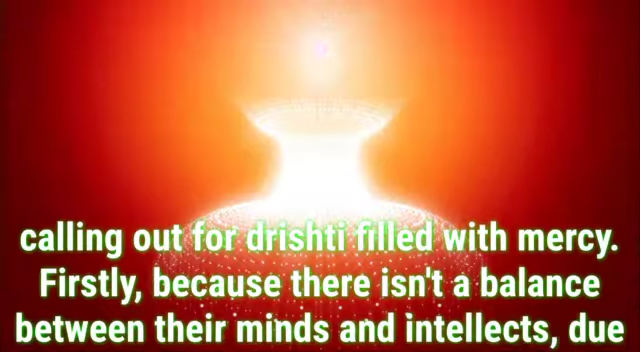 calling out for drishti filled with mercy.
Firstly, because there isn't a balance
between their minds and intellects, due